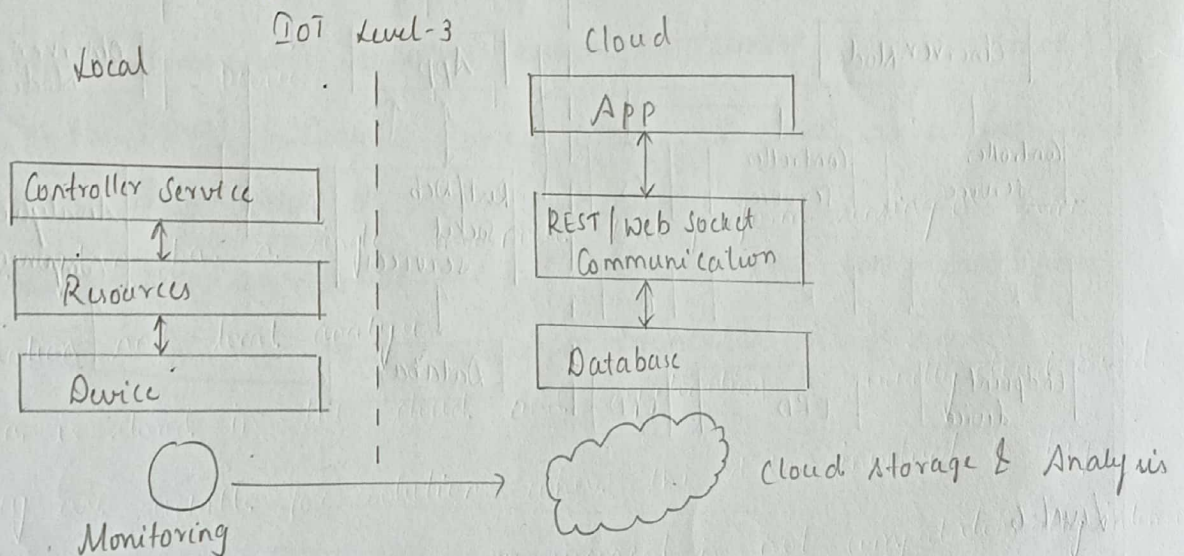 IOT Level-3
Local
Cloud
App
Controller Service
REST/Web Socket
Communication
Resources
Database
Device
Cloud Storage & Analysis
Monitoring